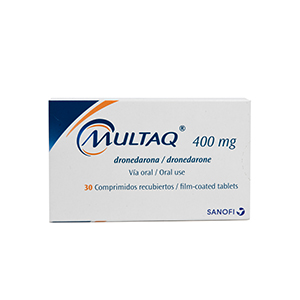 MULTAQ® 400 mg
dronedarona / dronedarone
Vía oral / Oral use
30 Comprimidos recubiertos / film-coated tablets
SANOFI